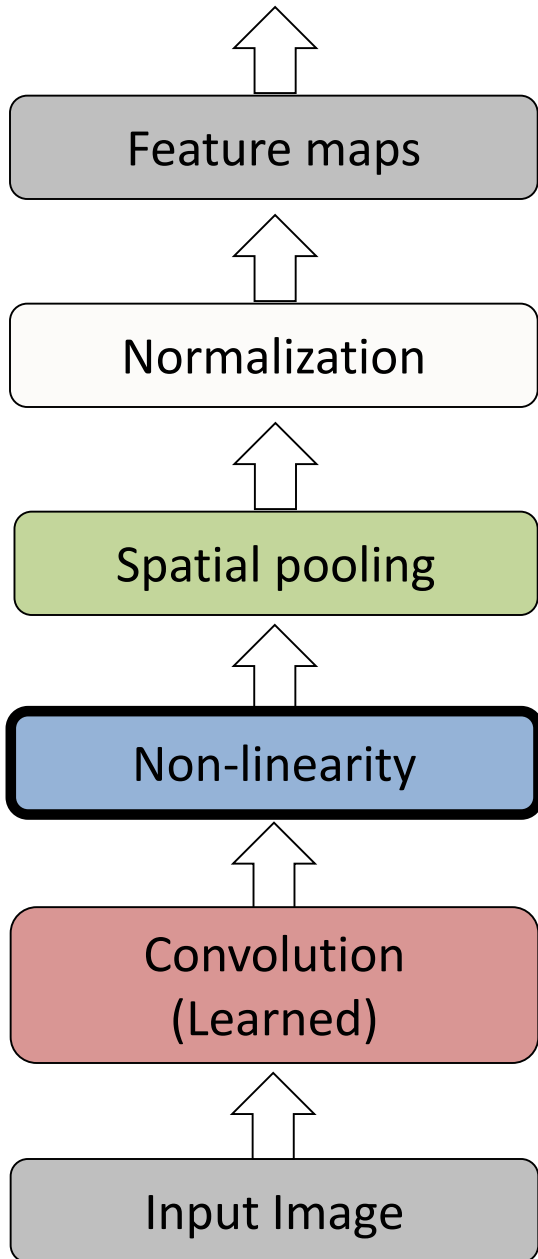 Feature maps
Normalization
Spatial pooling
Non-linearity
Convolution
(Learned)
Input Image